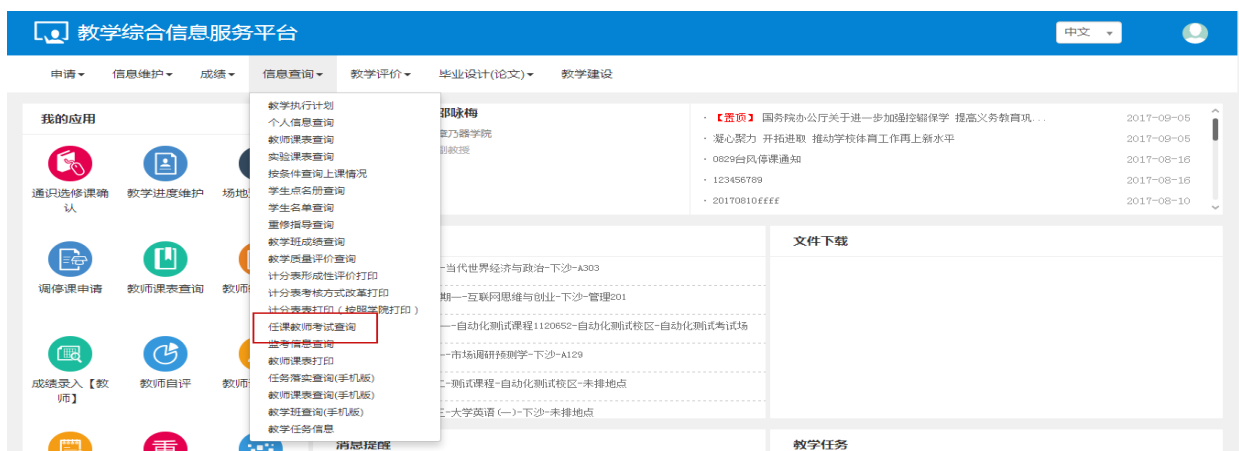 教学综合信息服务平台
中文
申请 信息维护 成绩 信息查询 教学评价 毕业设计(论文) 教学建设
我的应用
通识选修课确认
教学进度维护
场地
调停课申请
教师课表查询
教师
成绩录入【教师】
教师自评
教师
重
教学执行计划
个人信息查询
教师课表查询
实验课表查询
按条件查询上课情况
学生点名册查询
学生名单查询
重修指导查询
教学班成绩查询
教学质量评价查询
计分表形成性评价打印
计分表考核方式改革打印
计分表表打印(按照学院打印)
任课教师考试查询
监考信息查询
教师课表打印
任务落实查询(手机版)
教师课表查询(手机版)
教学班查询(手机版)
教学任务信息
邵咏梅
章乃器学院
副教授
· 【置顶】 国务院办公厅关于进一步加强控辍保学 提高义务教育巩... 2017-09-05
· 凝心聚力 开拓进取 推动学校体育工作再上新水平 2017-09-05
· 0829台风停课通知 2017-08-16
· 123456789 2017-08-16
· 20170810ffff 2017-08-10
-当代世界经济与政治-下沙-A303
期一-互联网思维与创业-下沙-管理201
一-自动化测试课程1120652-自动化测试校区-自动化测试考试场
--市场调研预测学-下沙-A129
二-测试课程-自动化测试校区-未排地点
三-大学英语(一)-下沙-未排地点
文件下载
消息提醒
教学任务